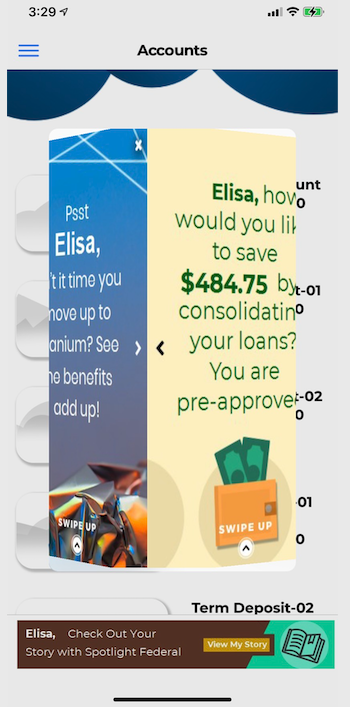 3:29
Accounts
x
Psst
Elisa,
't it time you
move up to
anium? See
he benefits
add up!
SWIPE UP
Elisa, how
would you lik
to save
$484.75 by
consolidatin
your loans?
You are
pre-approve
SWIPE UP
unt
0
t-01
0
t-02
0
-01
0
Term Deposit-02
Elisa, Check Out Your
Story with Spotlight Federal
View My Story